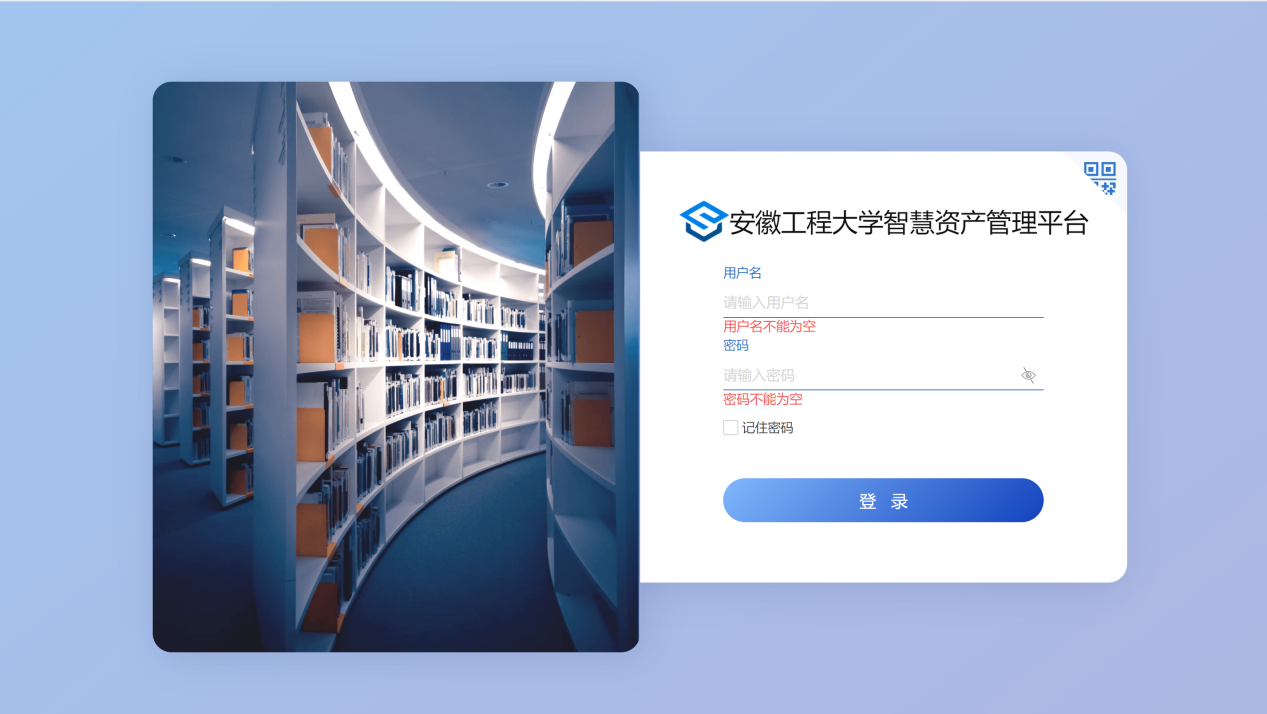 安徽工程大学智慧资产管理平台
用户名
请输入用户名
用户名不能为空
密码
请输入密码
密码不能为空
记住密码
登 录